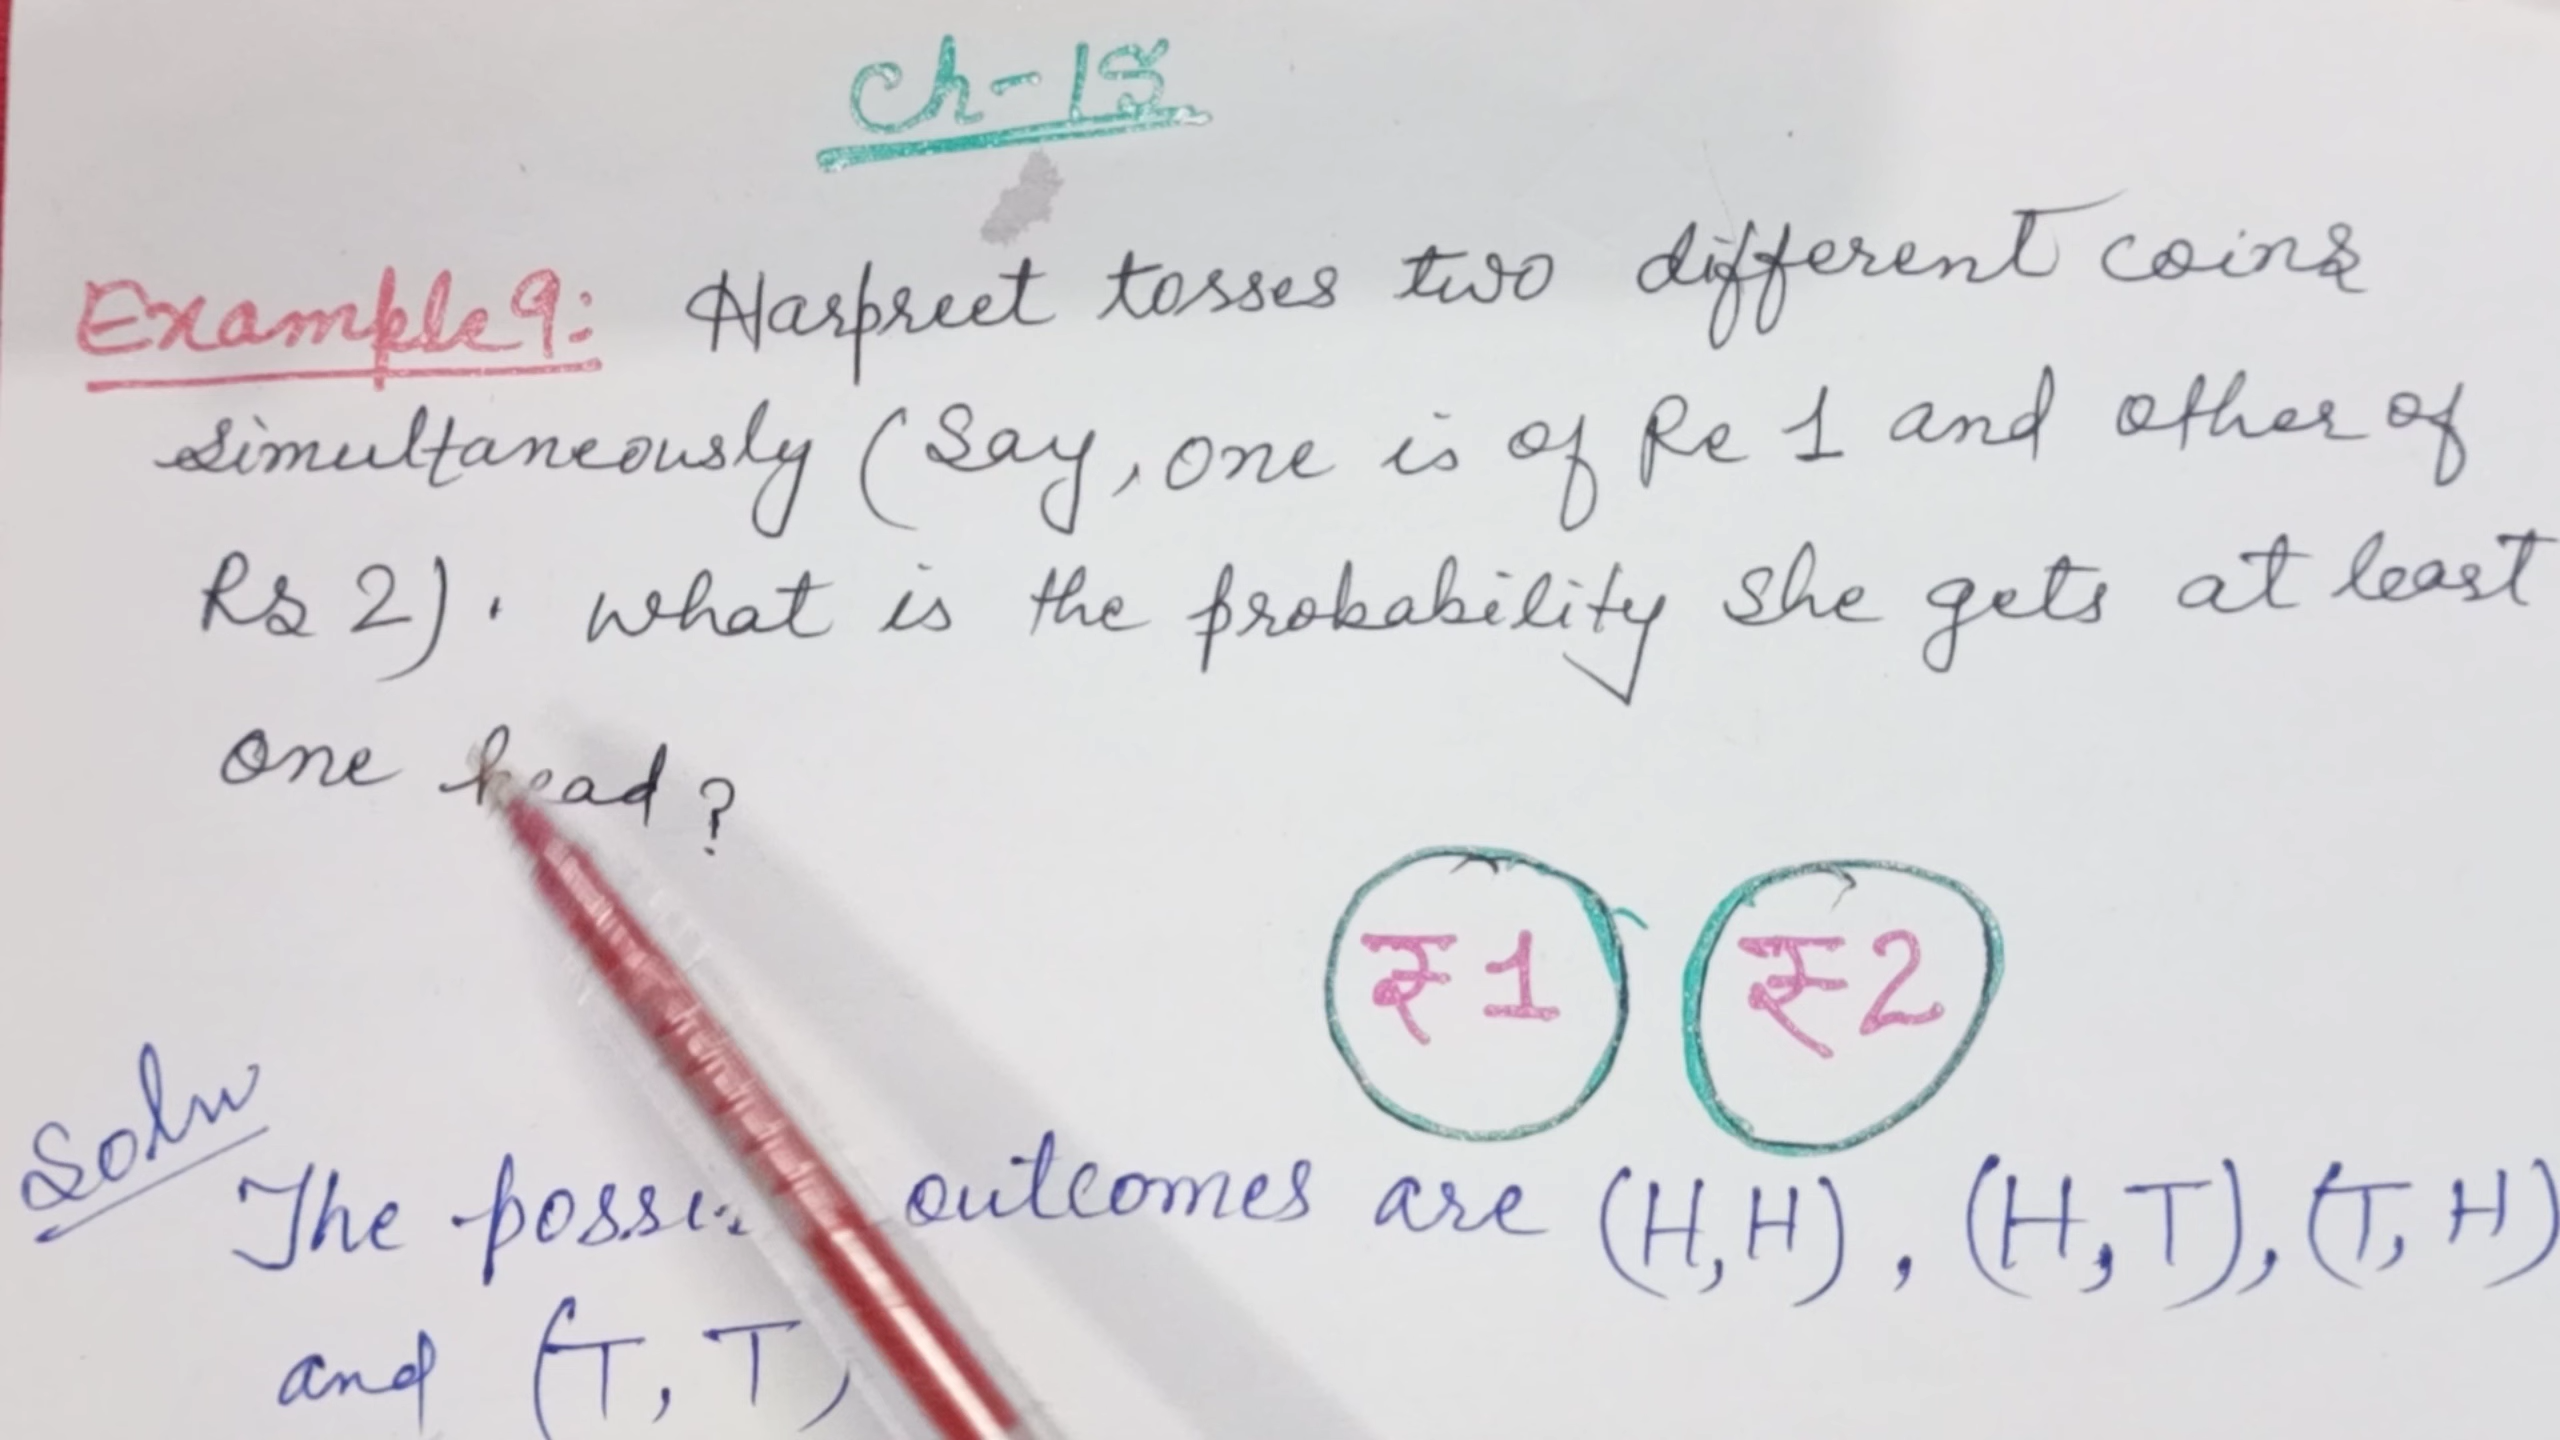 Ch-15
Example 9: Harpreet tosses two different coins
simultaneously (Say, one is of Re 1 and other of
Rs 2). What is the probability she gets at least
one head?
₹1 ₹2
Soln
The outcomes are (H,H), (H,T), (T,H)
and (T, T)